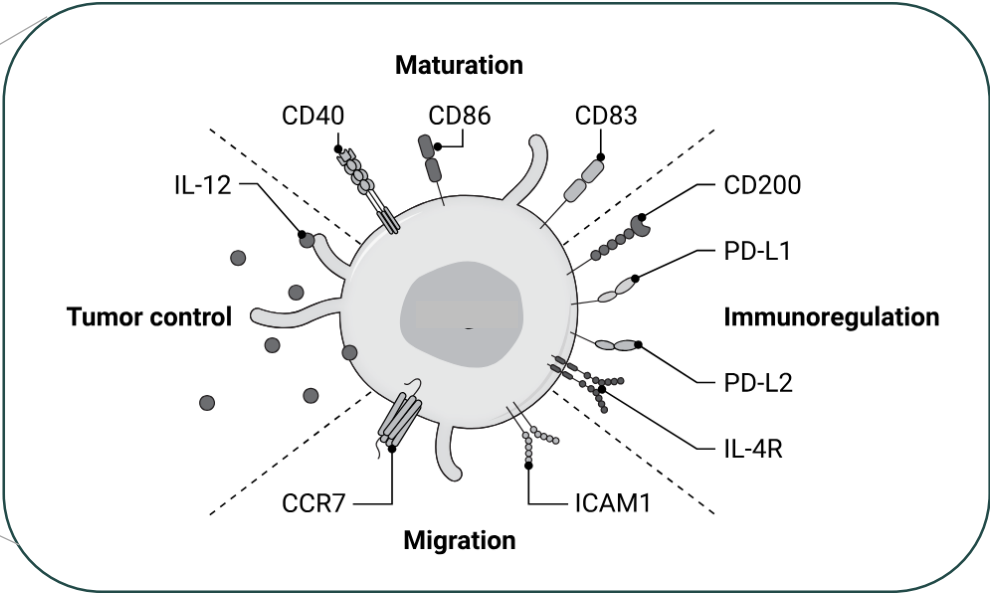 Maturation
CD40
CD86
CD83
IL-12
CD200
PD-L1
Tumor control
Immunoregulation
PD-L2
IL-4R
CCR7
ICAM1
Migration